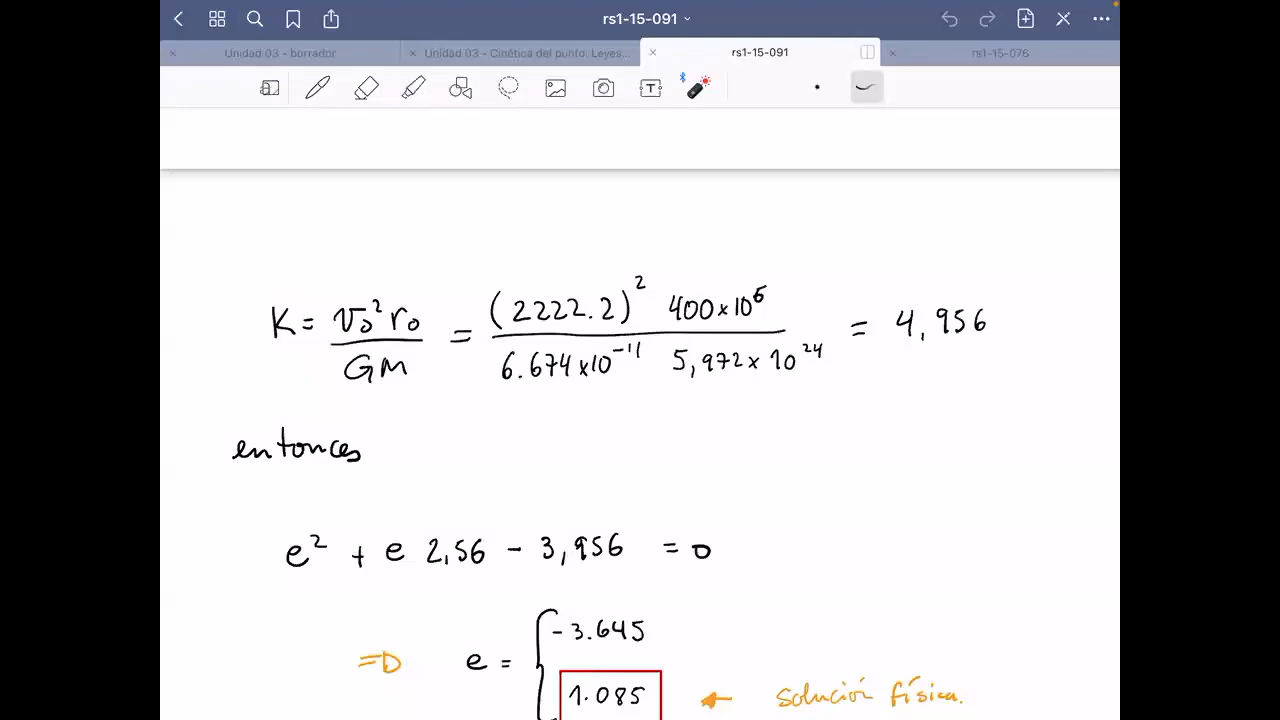 rs1-15-091
Unidad 03 - borrador
Unidad 03 - Cinética del punto. Leyes...
rs1-15-091
rs1-15-076
K = v₀² r₀ / GM = (2222.2)² 400×10⁶ / 6.674×10⁻¹¹ 5,972×10²⁴ = 4,956
entonces
e² + e 2,56 - 3,956 = 0
=> e = { -3.645
1.085 ← solución física.